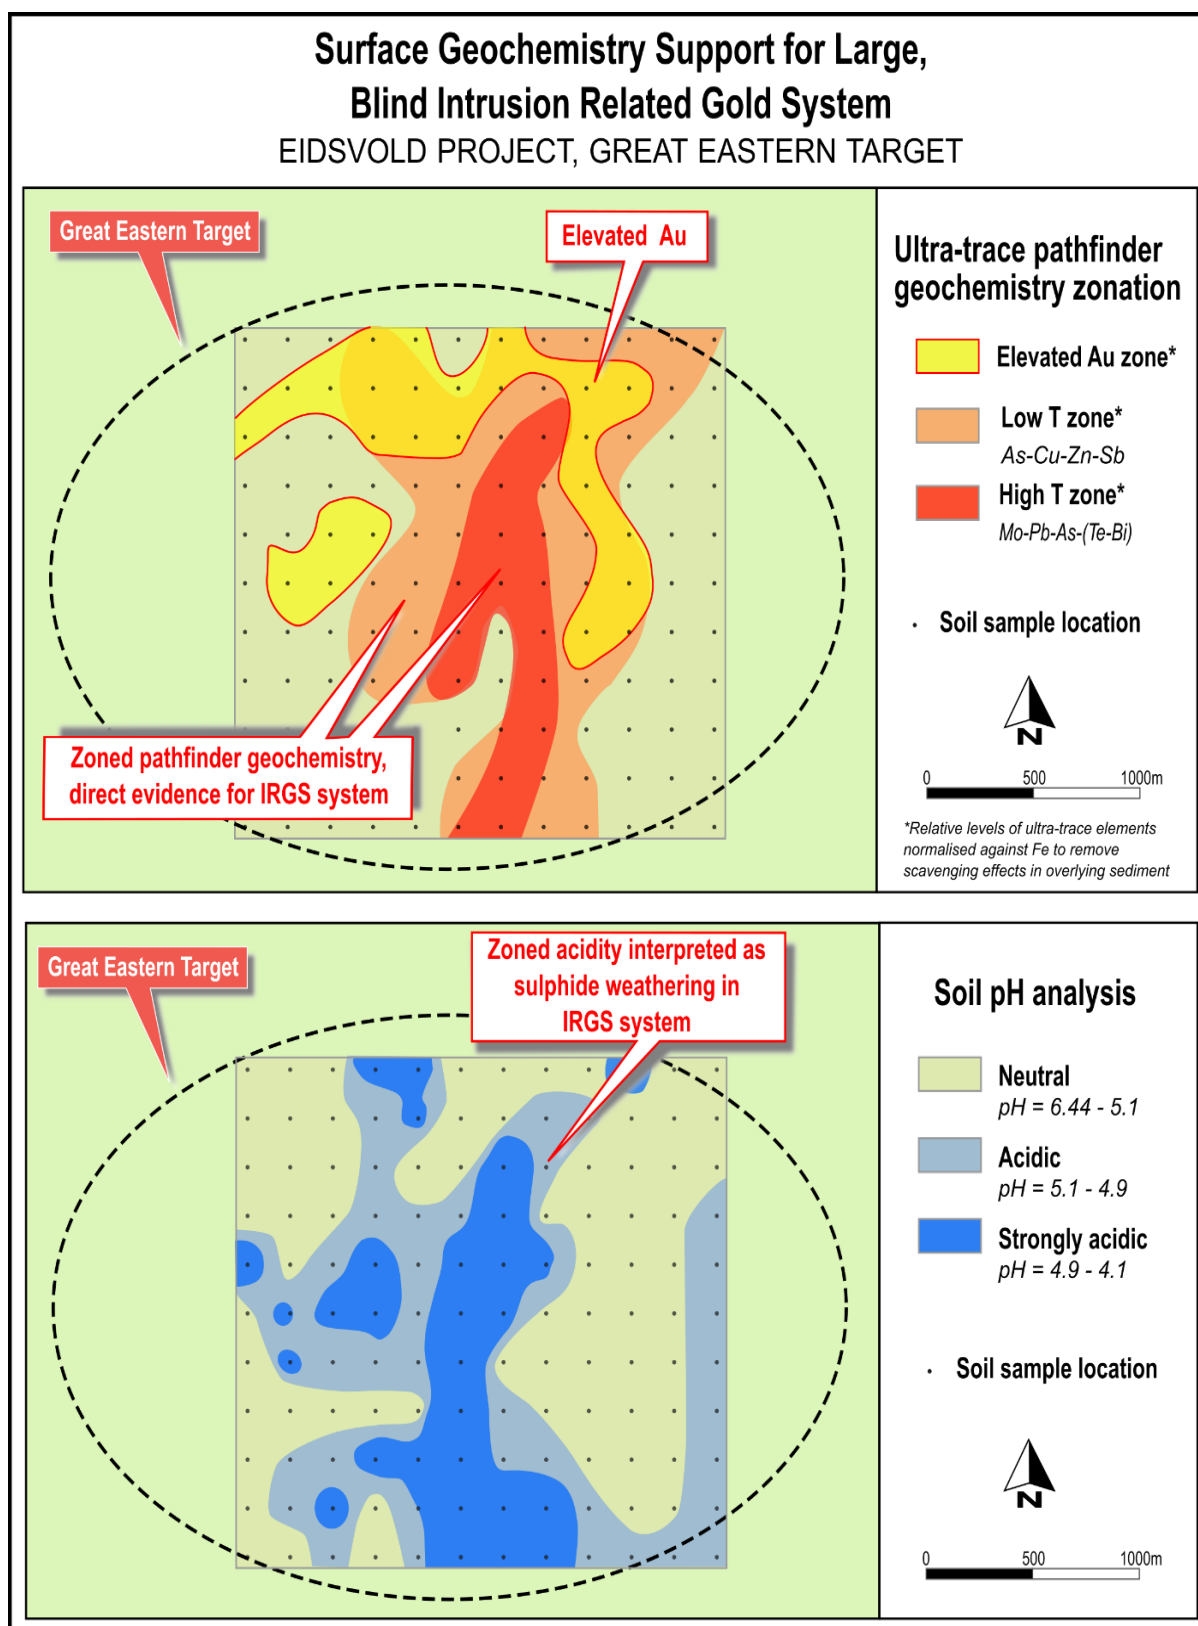 Surface Geochemistry Support for Large,
Blind Intrusion Related Gold System
EIDSVOLD PROJECT, GREAT EASTERN TARGET
Great Eastern Target
Elevated Au
Zoned pathfinder geochemistry,
direct evidence for IRGS system
Ultra-trace pathfinder
geochemistry zonation
Elevated Au zone*
Low T zone*
As-Cu-Zn-Sb
High T zone*
Mo-Pb-As-(Te-Bi)
Soil sample location
N
0 500 1000m
*Relative levels of ultra-trace elements
normalised against Fe to remove
scavenging effects in overlying sediment
Great Eastern Target
Zoned acidity interpreted as
sulphide weathering in
IRGS system
Soil pH analysis
Neutral
pH = 6.44 - 5.1
Acidic
pH = 5.1 - 4.9
Strongly acidic
pH = 4.9 - 4.1
Soil sample location
N
0 500 1000m